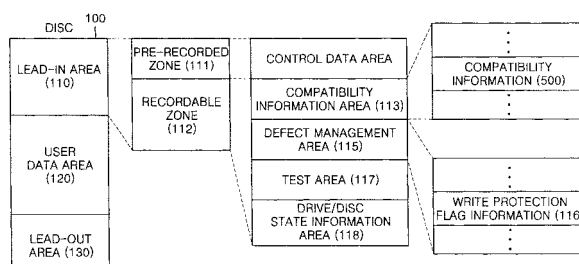 DISC
100
LEAD-IN AREA
(110)
USER
DATA AREA
(120)
LEAD-OUT
AREA (130)
PRE-RECORDED
ZONE (111)
RECORDABLE
ZONE
(112)
CONTROL DATA AREA
COMPATIBILITY
INFORMATION AREA (113)
DEFECT MANAGEMENT
AREA (115)
TEST AREA (117)
DRIVE/DISC
STATE INFORMATION
AREA (118)
COMPATIBILITY
INFORMATION (500)
WRITE PROTECTION
FLAG INFORMATION (116)